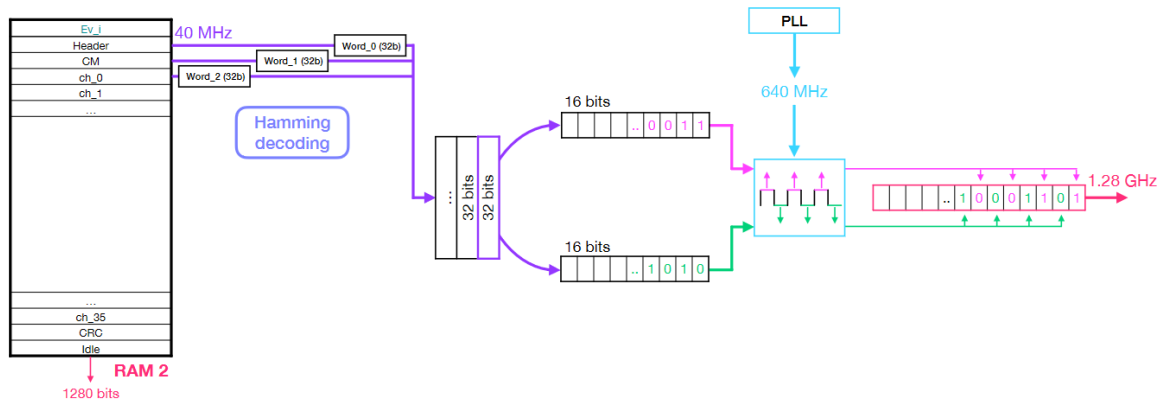 Ev_i
Header
CM
ch_0
ch_1
...
...
ch_35
CRC
Idle
RAM 2
1280 bits
40 MHz
Word_0 (32b)
Word_1 (32b)
Word_2 (32b)
Hamming
decoding
...
32 bits
32 bits
16 bits
.. 0 0 1 1
16 bits
.. 1 0 1 0
PLL
640 MHz
.. 1 0 0 0 1 1 0 1
1.28 GHz